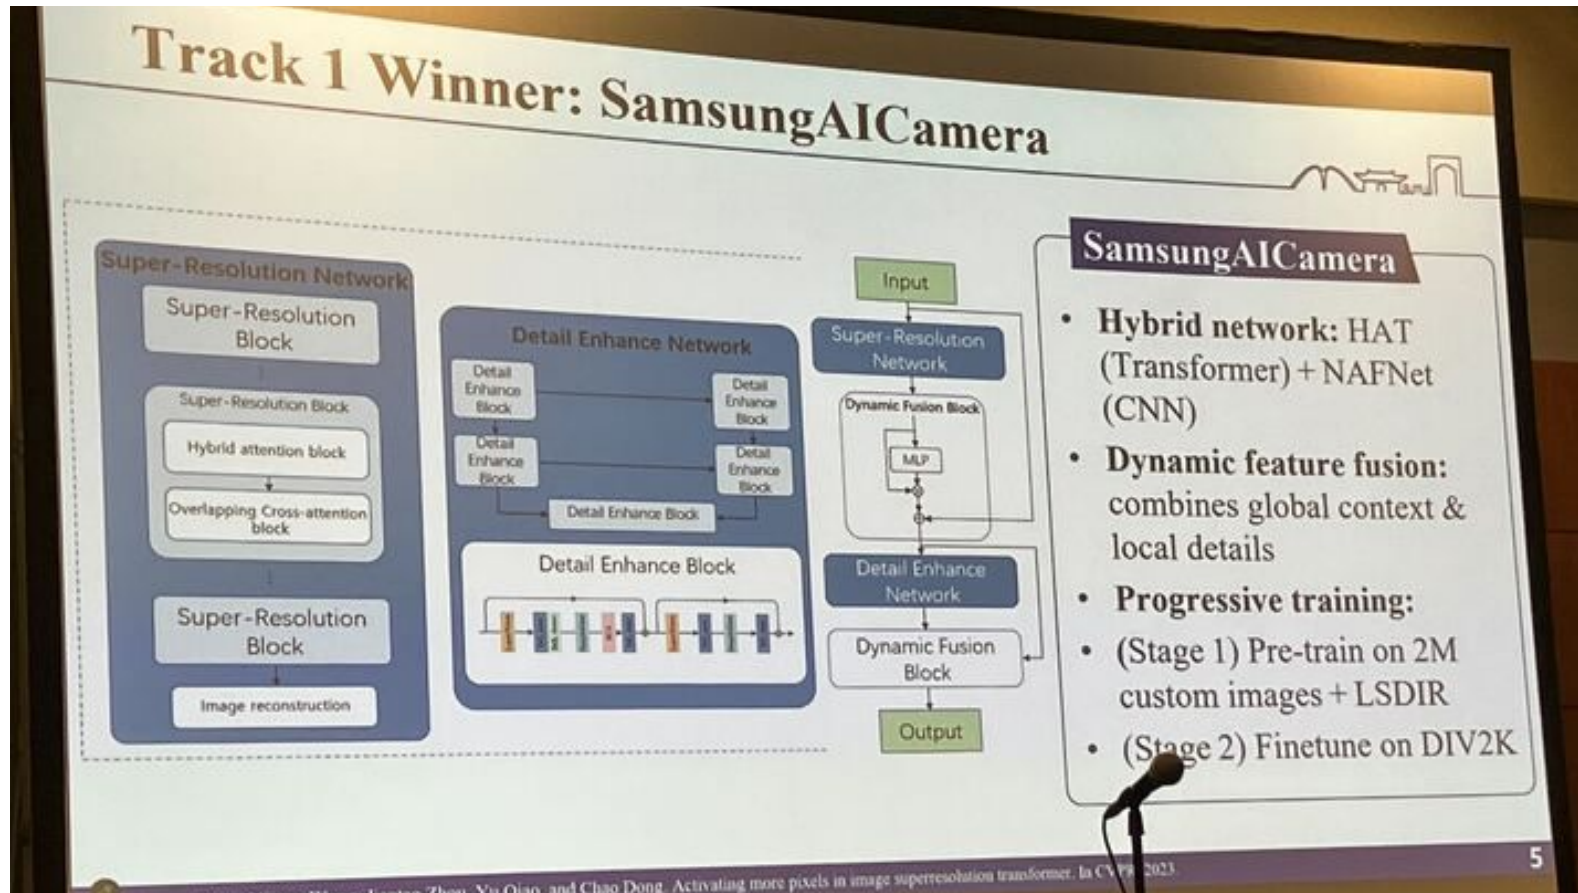 Track 1 Winner: SamsungAICamera
Super-Resolution Network
Super-Resolution
Block
Super-Resolution Block
Hybrid attention block
Overlapping Cross-attention
block
Super-Resolution
Block
Image reconstruction
Detail Enhance Network
Detail
Enhance
Block
Detail
Enhance
Block
Detail
Enhance
Block
Detail
Enhance
Block
Detail Enhance Block
Detail Enhance Block
Input
Super-Resolution
Network
Dynamic Fusion Block
MLP
Detail Enhance
Network
Dynamic Fusion
Block
Output
SamsungAICamera
• Hybrid network: HAT
(Transformer) + NAFNet
(CNN)
• Dynamic feature fusion:
combines global context &
local details
• Progressive training:
• (Stage 1) Pre-train on 2M
custom images + LSDIR
• (Stage 2) Finetune on DIV2K
Zhou, Yu Qiao, and Chao Dong. Activating more pixels in image superresolution transformer. In CVPR, 2023.
5